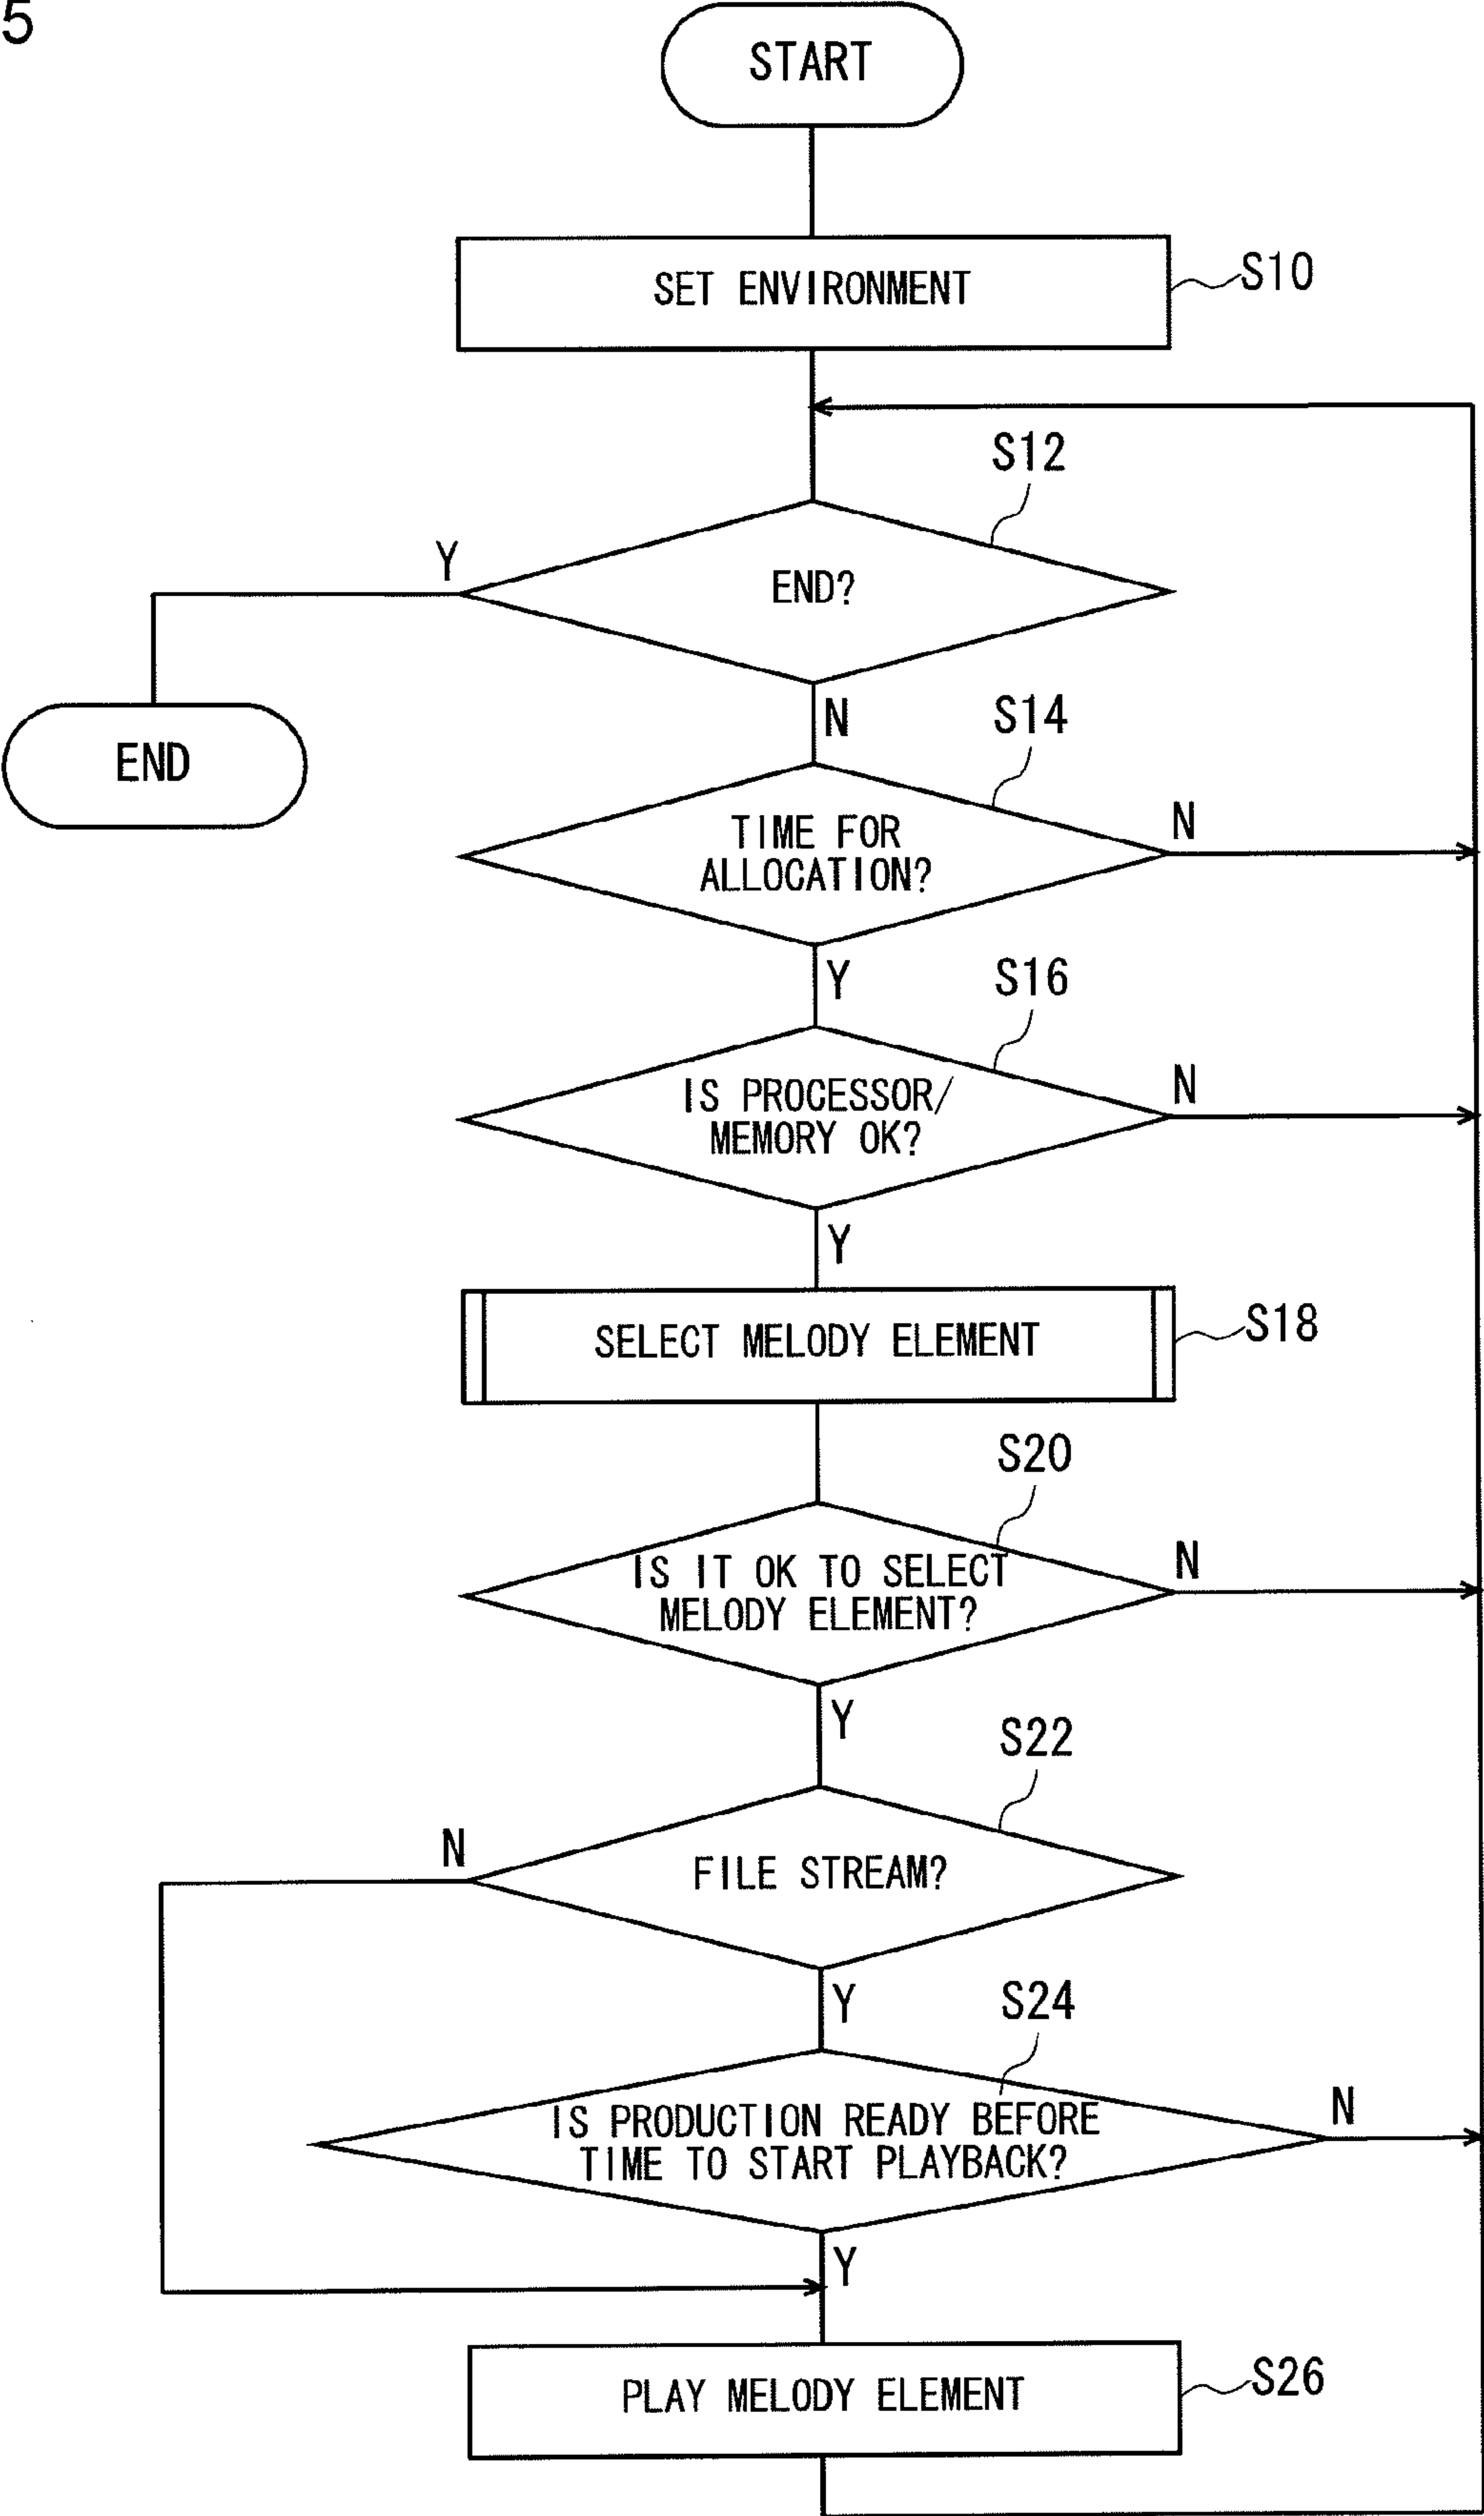 5
START
SET ENVIRONMENT
S10
S12
Y
END?
N
S14
END
TIME FOR
ALLOCATION?
N
Y
S16
IS PROCESSOR/
MEMORY OK?
N
Y
SELECT MELODY ELEMENT
S18
S20
IS IT OK TO SELECT
MELODY ELEMENT?
N
Y
S22
N
FILE STREAM?
Y
S24
IS PRODUCTION READY BEFORE
TIME TO START PLAYBACK?
N
Y
PLAY MELODY ELEMENT
S26